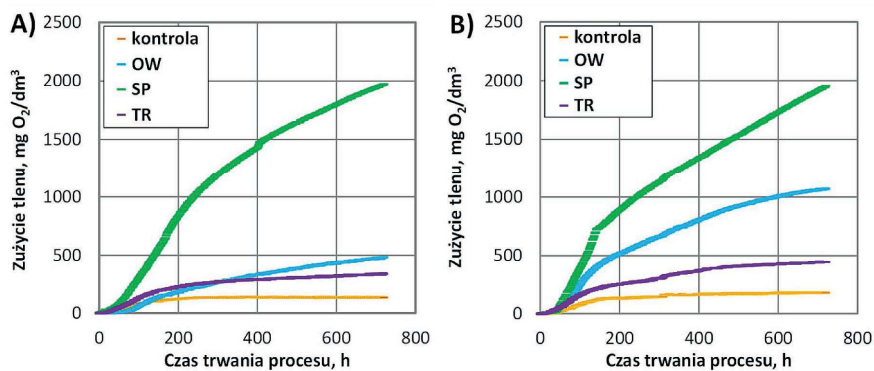 A)
2500
2000
1500
1000
500
0
Zużycie tlenu, mg O₂/dm³
kontrola
OW
SP
TR
0 200 400 600 800
Czas trwania procesu, h
B)
2500
2000
1500
1000
500
0
Zużycie tlenu, mg O₂/dm³
kontrola
OW
SP
TR
0 200 400 600 800
Czas trwania procesu, h